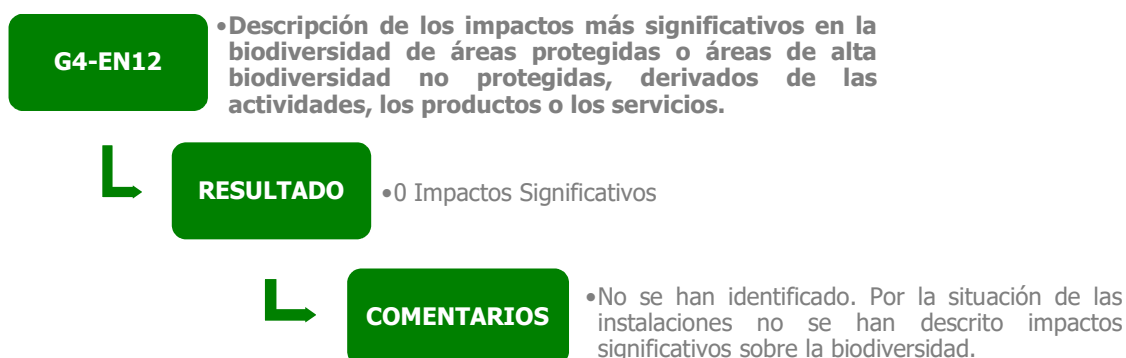 G4-EN12
•Descripción de los impactos más significativos en la
biodiversidad de áreas protegidas o áreas de alta
biodiversidad no protegidas, derivados de las
actividades, los productos o los servicios.
RESULTADO
•0 Impactos Significativos
COMENTARIOS
•No se han identificado. Por la situación de las
instalaciones no se han descrito impactos
significativos sobre la biodiversidad.